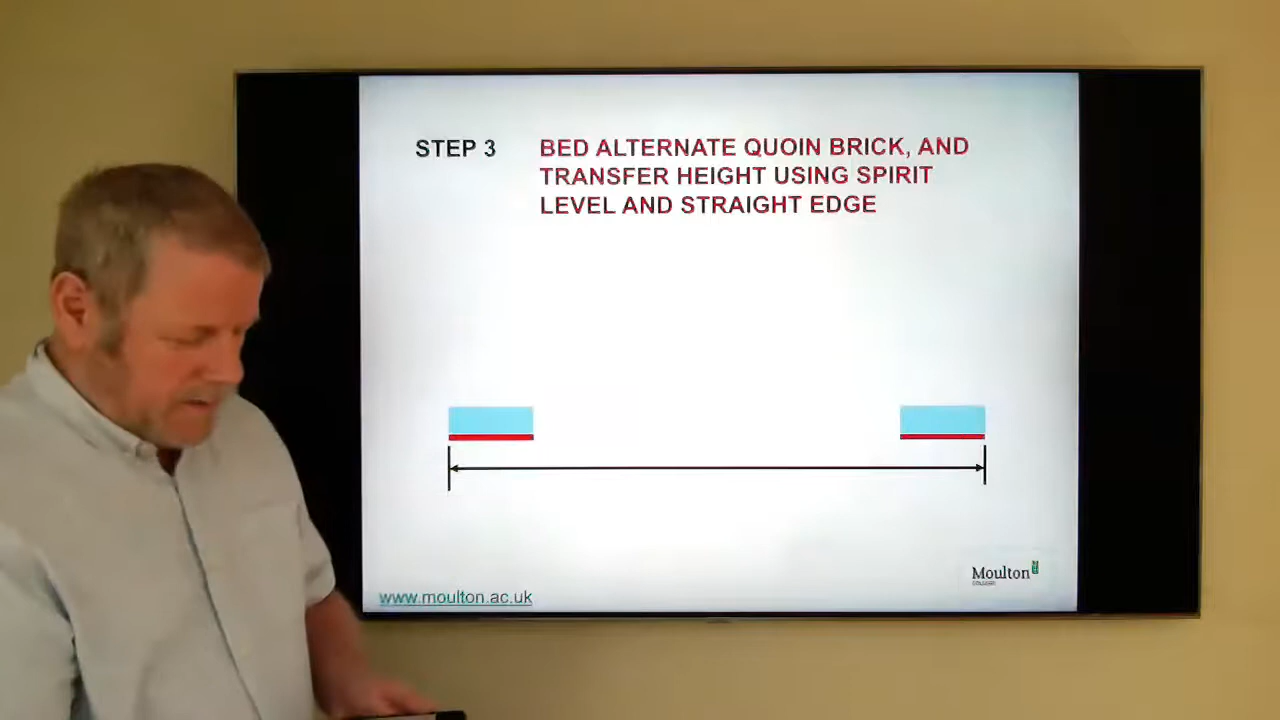 STEP 3
BED ALTERNATE QUOIN BRICK, AND
TRANSFER HEIGHT USING SPIRIT
LEVEL AND STRAIGHT EDGE
Moulton
COLLEGE
www.moulton.ac.uk